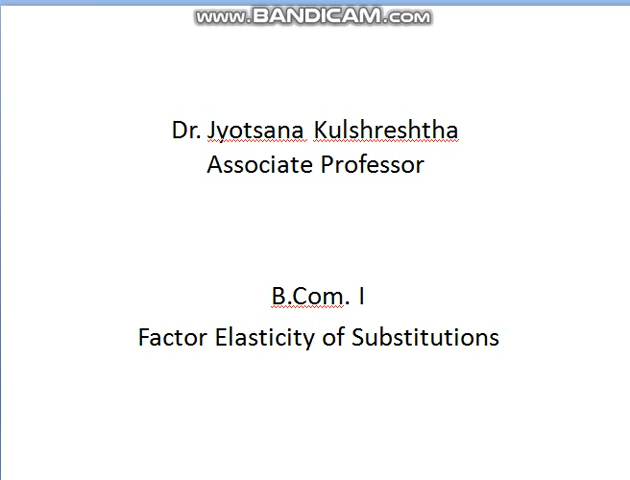 www.BANDICAM.com
Dr. Jyotsana Kulshreshtha
Associate Professor
B.Com. I
Factor Elasticity of Substitutions